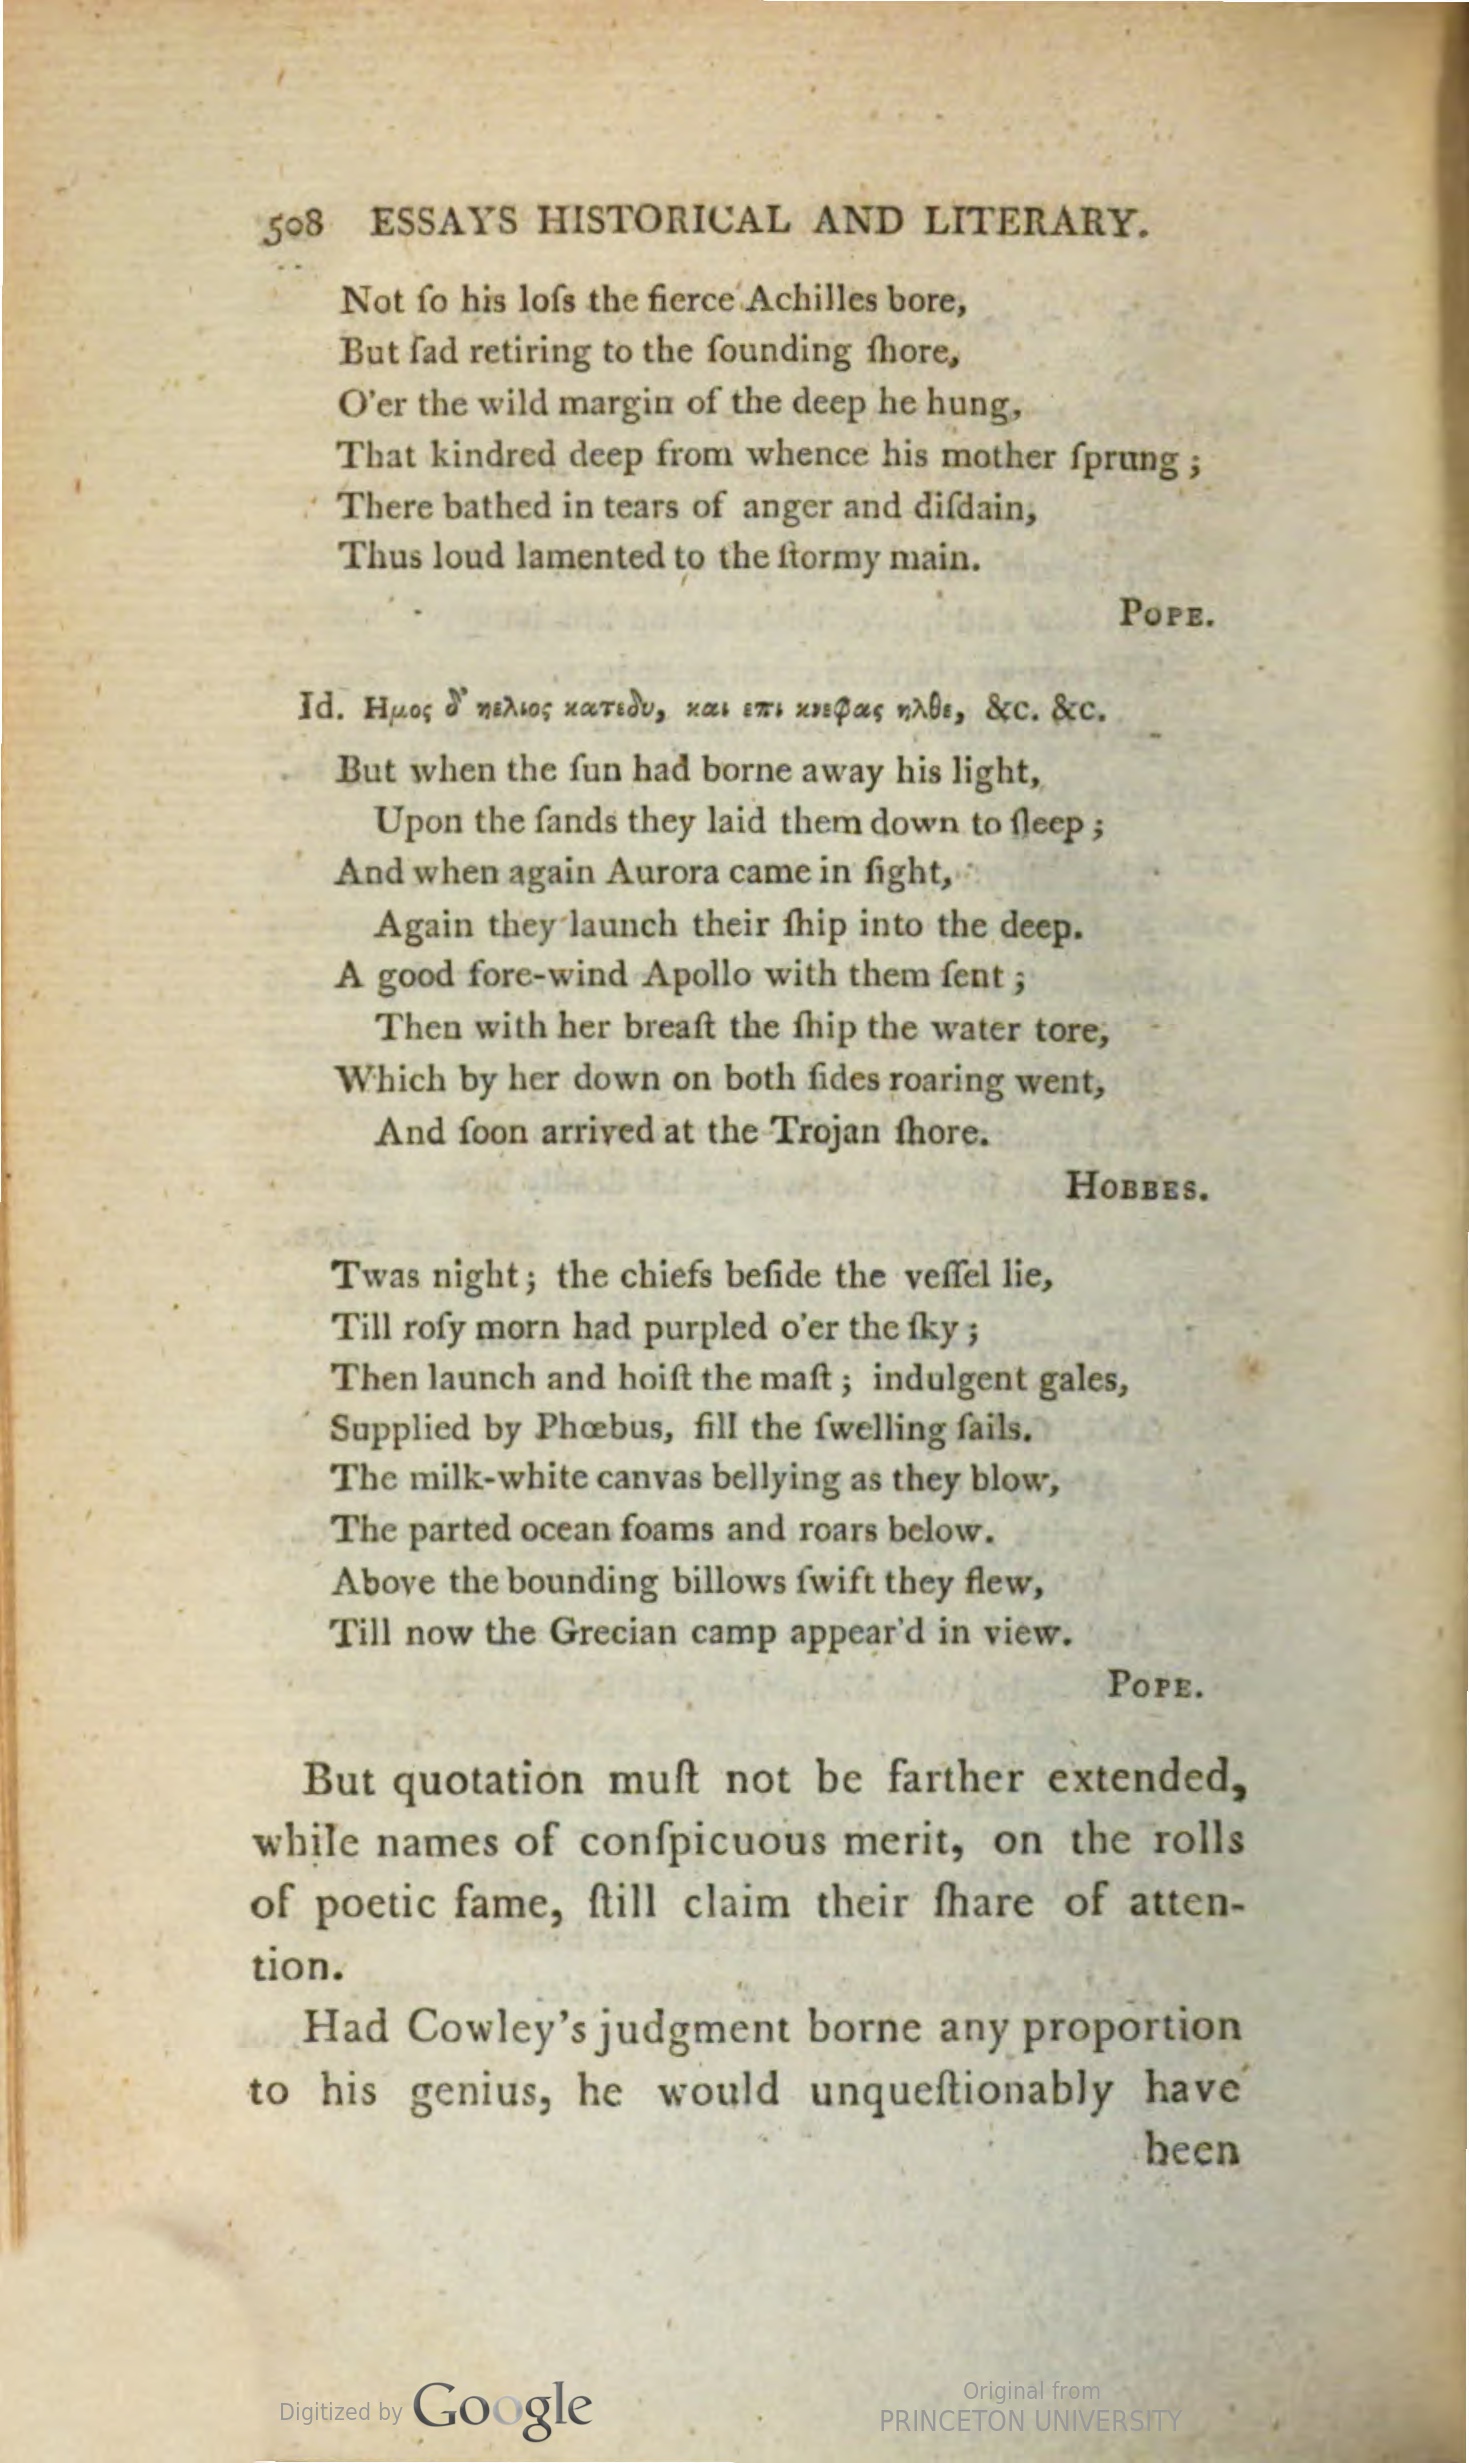 508 ESSAYS HISTORICAL AND LITERARY.
Not ſo his loſs the fierce Achilles bore,
But ſad retiring to the ſounding ſhore,
O'er the wild margin of the deep he hung,
That kindred deep from whence his mother ſprung;
There bathed in tears of anger and diſdain,
Thus loud lamented to the ſtormy main.
POPE.
Id. Ημος δ' ηελιος κατεδυ, και επι κνεφας ηλθε, &c. &c.
But when the ſun had borne away his light,
Upon the ſands they laid them down to ſleep;
And when again Aurora came in ſight,
Again they launch their ſhip into the deep.
A good fore-wind Apollo with them ſent;
Then with her breaſt the ſhip the water tore,
Which by her down on both ſides roaring went,
And ſoon arrived at the Trojan ſhore.
HOBBES.
Twas night; the chiefs beſide the veſſel lie,
Till roſy morn had purpled o'er the ſky;
Then launch and hoiſt the maſt; indulgent gales,
Supplied by Phœbus, fill the ſwelling ſails.
The milk-white canvas bellying as they blow,
The parted ocean foams and roars below.
Above the bounding billows ſwift they flew,
Till now the Grecian camp appear'd in view.
POPE.
But quotation muſt not be farther extended,
while names of conſpicuous merit, on the rolls
of poetic fame, ſtill claim their ſhare of atten-
tion.
Had Cowley's judgment borne any proportion
to his genius, he would unqueſtionably have
been
Digitized by Google
Original from
PRINCETON UNIVERSITY